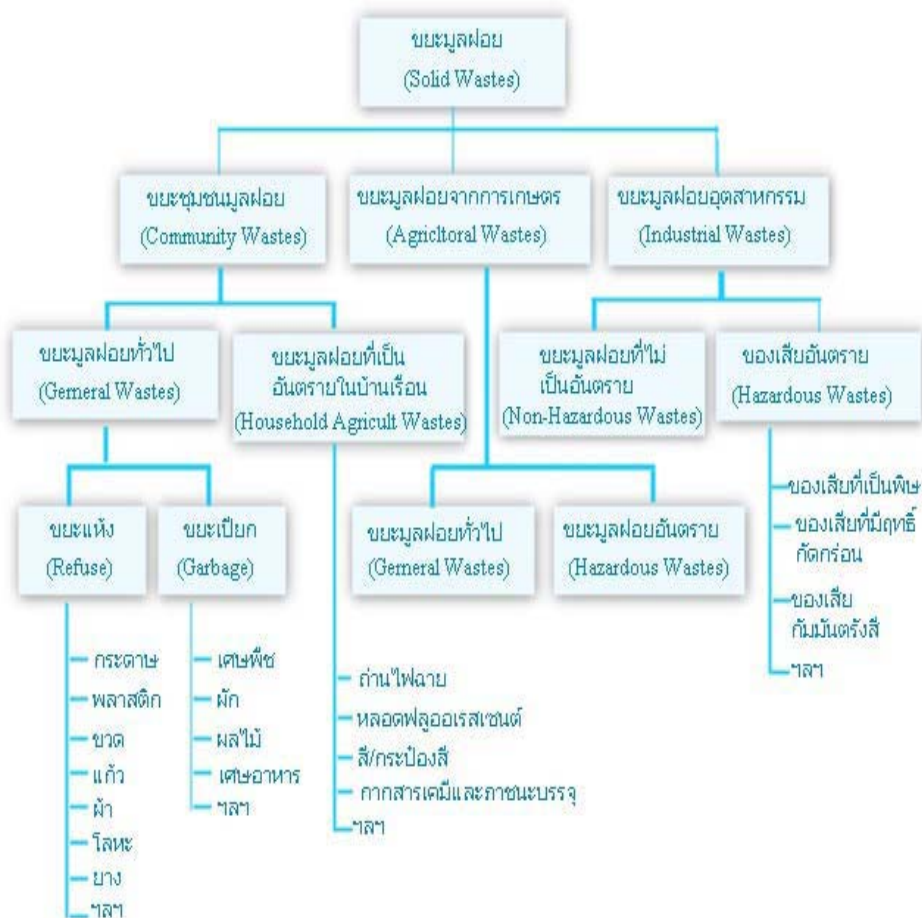 ขยะมูลฝอย
(Solid Wastes)
ขยะชุมชนมูลฝอย
(Community Wastes)
ขยะมูลฝอยจากการเกษตร
(Agricltoral Wastes)
ขยะมูลฝอยอุตสาหกรรม
(Industrial Wastes)
ขยะมูลฝอยทั่วไป
(Gerneral Wastes)
ขยะมูลฝอยที่เป็น
อันตรายในบ้านเรือน
(Household Agricult Wastes)
ขยะมูลฝอยที่ไม่
เป็นอันตราย
(Non-Hazardous Wastes)
ของเสียอันตราย
(Hazardous Wastes)
ขยะแห้ง
(Refuse)
ขยะเปียก
(Garbage)
ขยะมูลฝอยทั่วไป
(Gerneral Wastes)
ขยะมูลฝอยอันตราย
(Hazardous Wastes)
ของเสียที่เป็นพิษ
ของเสียที่มีฤทธิ์
กัดกร่อน
ของเสีย
กัมมันตรังสี
ฯลฯ
กระดาษ
พลาสติก
ขวด
แก้ว
ผ้า
โลหะ
ยาง
ฯลฯ
เศษพืช
ผัก
ผลไม้
เศษอาหาร
ฯลฯ
ถ่านไฟฉาย
หลอดฟลูออเรสเซนต์
สี/กระป๋องสี
กากสารเคมีและภาชนะบรรจุ
ฯลฯ